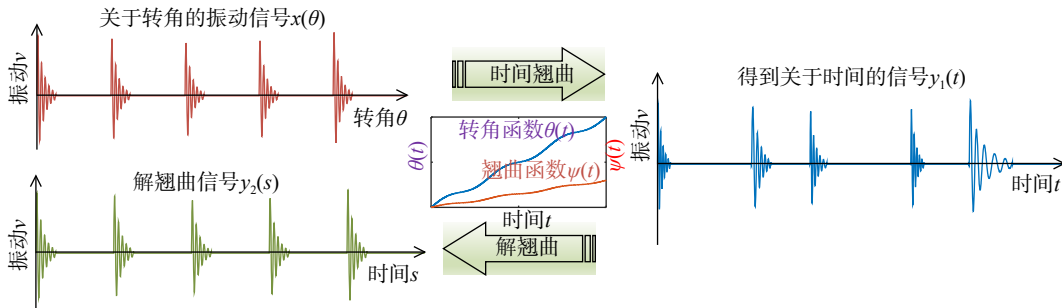 关于转角的振动信号x(θ)
振动v
转角θ
时间翘曲
得到关于时间的信号y₁(t)
振动v
时间t
转角函数θ(t)
翘曲函数ψ(t)
θ(t)
ψ(t)
时间t
解翘曲信号y₂(s)
振动v
时间s
解翘曲